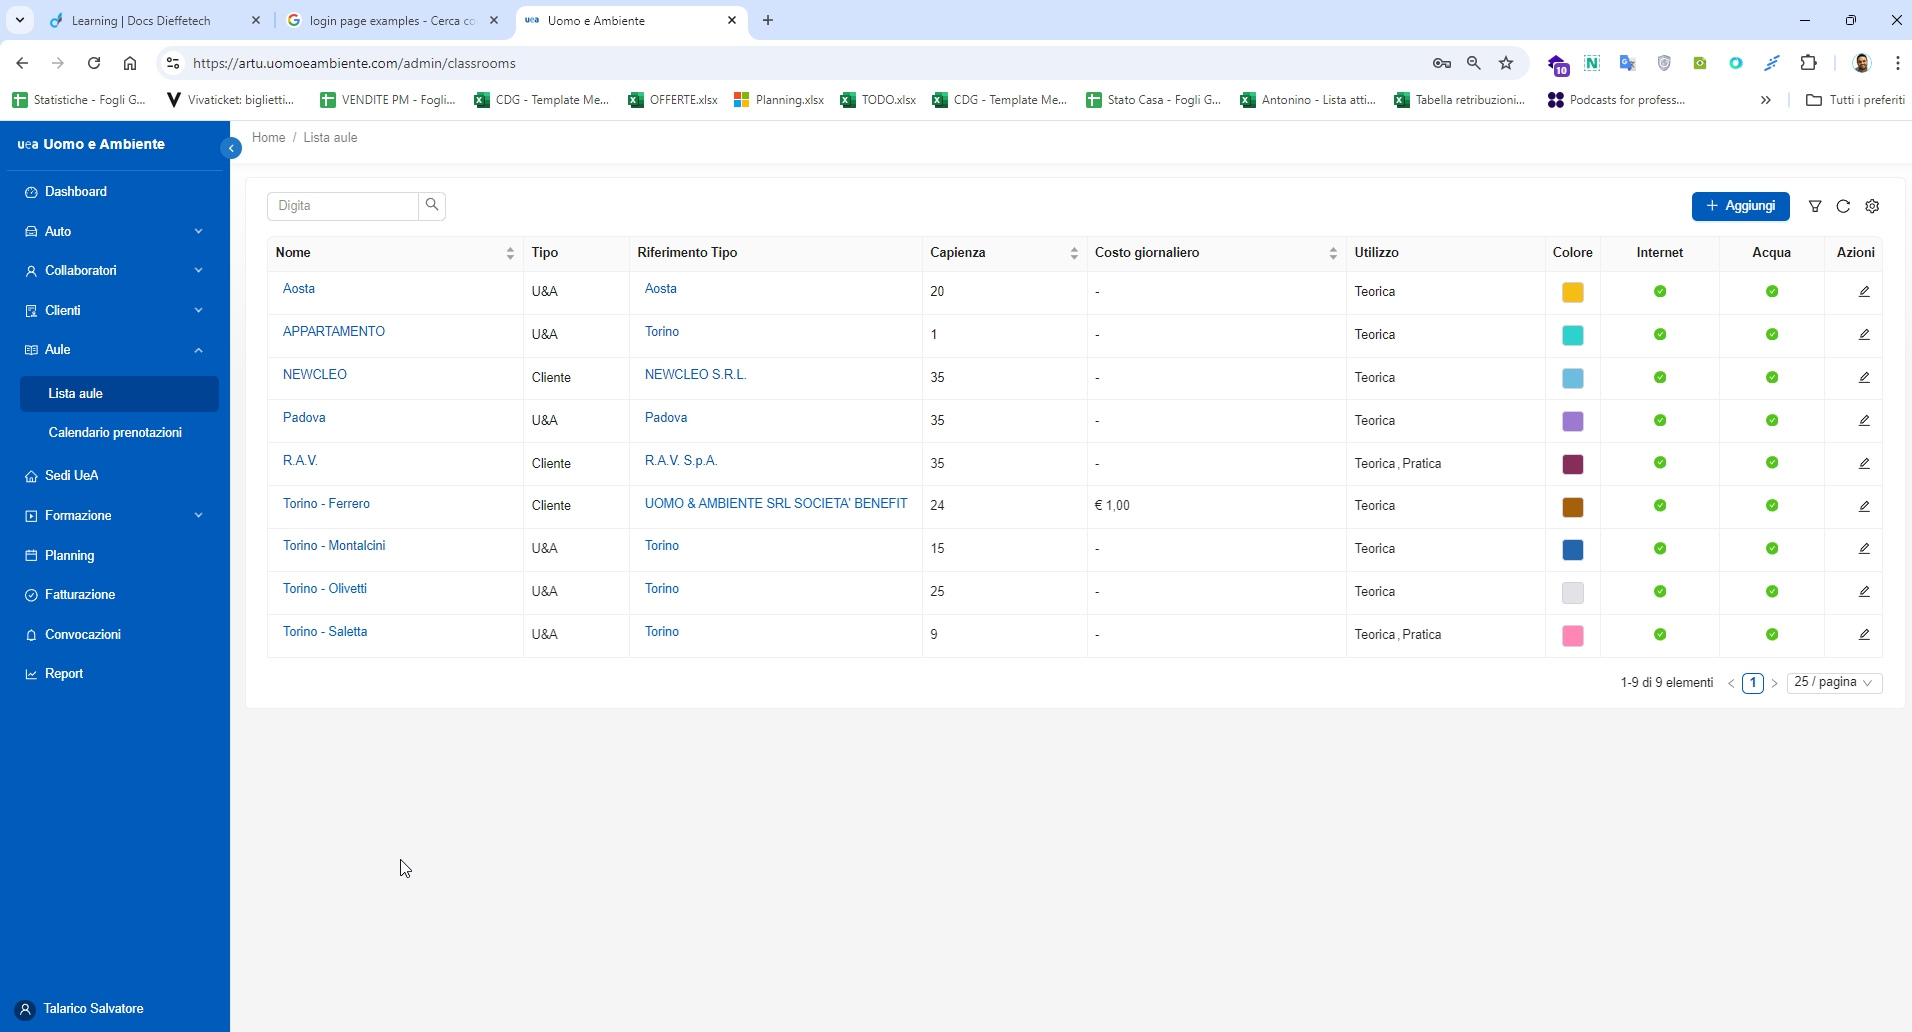 Learning | Docs Dieffetech
login page examples - Cerca co
uea Uomo e Ambiente
https://artu.uomoeambiente.com/admin/classrooms
10
Statistiche - Fogli G...
Vivaticket: biglietti...
VENDITE PM - Fogli...
CDG - Template Me...
OFFERTE.xlsx
Planning.xlsx
TODO.xlsx
CDG - Template Me...
Stato Casa - Fogli G...
Antonino - Lista atti...
Tabella retribuzioni...
Podcasts for profess...
Tutti i preferiti
uea Uomo e Ambiente
Dashboard
Auto
Collaboratori
Clienti
Aule
Lista aule
Calendario prenotazioni
Sedi UeA
Formazione
Planning
Fatturazione
Convocazioni
Report
Talarico Salvatore
Home / Lista aule
Digita
+ Aggiungi
Nome Tipo Riferimento Tipo Capienza Costo giornaliero Utilizzo Colore Internet Acqua Azioni
Aosta U&A Aosta 20 - Teorica
APPARTAMENTO U&A Torino 1 - Teorica
NEWCLEO Cliente NEWCLEO S.R.L. 35 - Teorica
Padova U&A Padova 35 - Teorica
R.A.V. Cliente R.A.V. S.p.A. 35 - Teorica , Pratica
Torino - Ferrero Cliente UOMO & AMBIENTE SRL SOCIETA' BENEFIT 24 € 1,00 Teorica
Torino - Montalcini U&A Torino 15 - Teorica
Torino - Olivetti U&A Torino 25 - Teorica
Torino - Saletta U&A Torino 9 - Teorica , Pratica
1-9 di 9 elementi < 1 > 25 / pagina